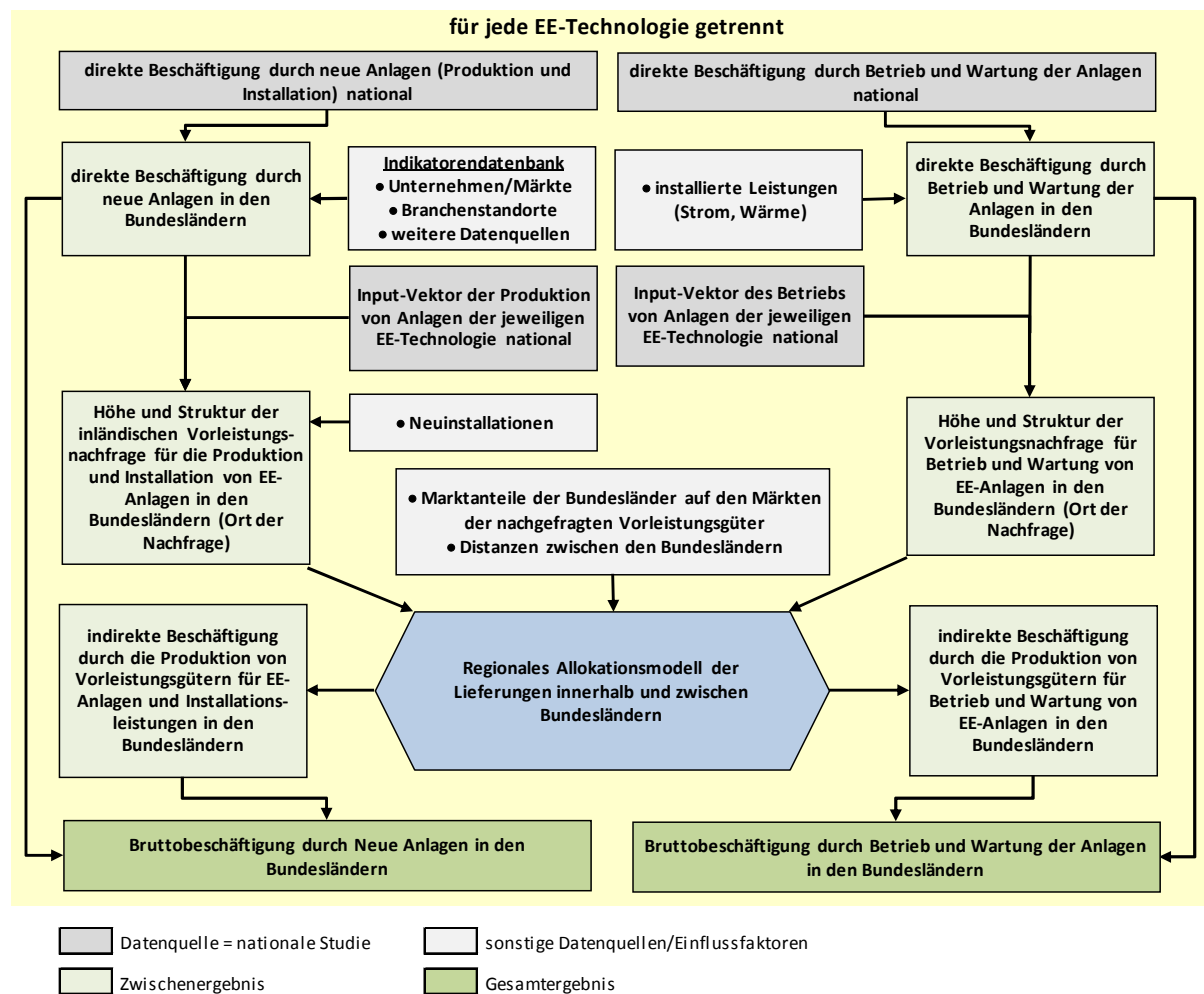 für jede EE-Technologie getrennt
direkte Beschäftigung durch neue Anlagen (Produktion und
Installation) national
direkte Beschäftigung durch Betrieb und Wartung der Anlagen
national
direkte Beschäftigung durch
neue Anlagen in den
Bundesländern
Indikatorendatenbank
● Unternehmen/Märkte
● Branchenstandorte
● weitere Datenquellen
● installierte Leistungen
(Strom, Wärme)
direkte Beschäftigung durch
Betrieb und Wartung der
Anlagen in den
Bundesländern
Input-Vektor der Produktion
von Anlagen der jeweiligen
EE-Technologie national
Input-Vektor des Betriebs
von Anlagen der jeweiligen
EE-Technologie national
Höhe und Struktur der
inländischen Vorleistungs-
nachfrage für die Produktion
und Installation von EE-
Anlagen in den
Bundesländern (Ort der
Nachfrage)
● Neuinstallationen
Höhe und Struktur der
Vorleistungsnachfrage für
Betrieb und Wartung von
EE-Anlagen in den
Bundesländern (Ort der
Nachfrage)
● Marktanteile der Bundesländer auf den Märkten
der nachgefragten Vorleistungsgüter
● Distanzen zwischen den Bundesländern
indirekte Beschäftigung
durch die Produktion von
Vorleistungsgütern für EE-
Anlagen und Installations-
leistungen in den
Bundesländern
Regionales Allokationsmodell der
Lieferungen innerhalb und zwischen
Bundesländern
indirekte Beschäftigung
durch die Produktion von
Vorleistungsgütern für
Betrieb und Wartung von
EE-Anlagen in den
Bundesländern
Bruttobeschäftigung durch Neue Anlagen in den
Bundesländern
Bruttobeschäftigung durch Betrieb und Wartung der Anlagen
in den Bundesländern
Datenquelle = nationale Studie
sonstige Datenquellen/Einflussfaktoren
Zwischenergebnis
Gesamtergebnis